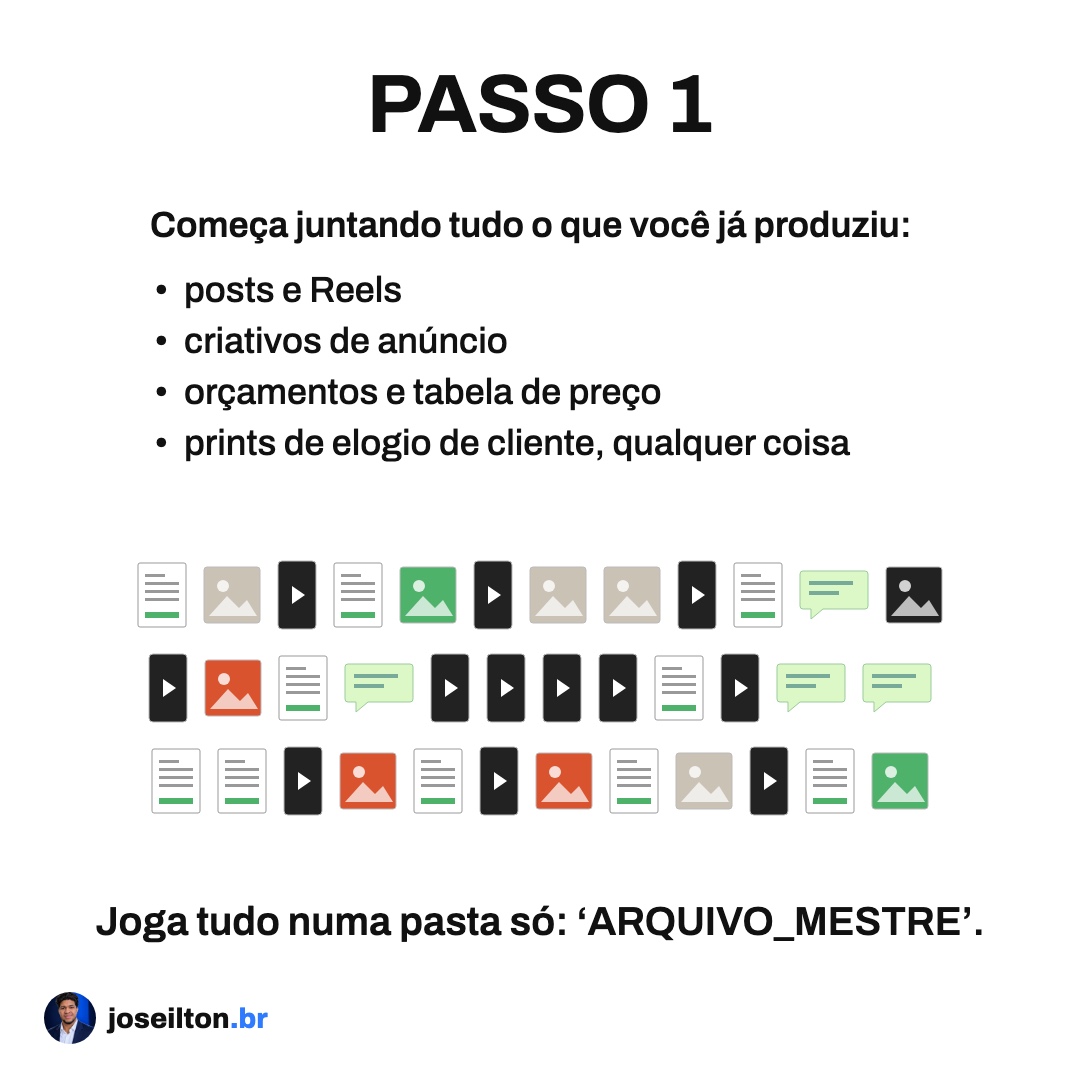 PASSO 1
Começa juntando tudo o que você já produziu:
• posts e Reels
• criativos de anúncio
• orçamentos e tabela de preço
• prints de elogio de cliente, qualquer coisa
Joga tudo numa pasta só: ‘ARQUIVO_MESTRE’.
joseilton.br